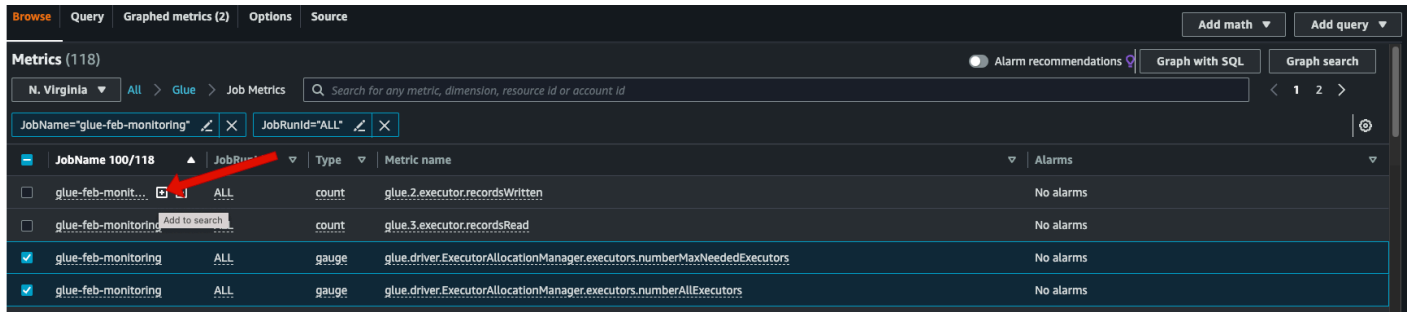 Browse Query Graphed metrics (2) Options Source Add math Add query
Metrics (118) Alarm recommendations Graph with SQL Graph search
N. Virginia All > Glue > Job Metrics Search for any metric, dimension, resource id or account id < 1 2 >
JobName="glue-feb-monitoring" JobRunId="ALL"
JobName 100/118 Type Metric name Alarms
glue-feb-monit... ALL count glue.2.executor.recordsWritten No alarms
Add to search
glue-feb-monitoring count glue.3.executor.recordsRead No alarms
glue-feb-monitoring ALL gauge glue.driver.ExecutorAllocationManager.executors.numberMaxNeededExecutors No alarms
glue-feb-monitoring ALL gauge glue.driver.ExecutorAllocationManager.executors.numberAllExecutors No alarms